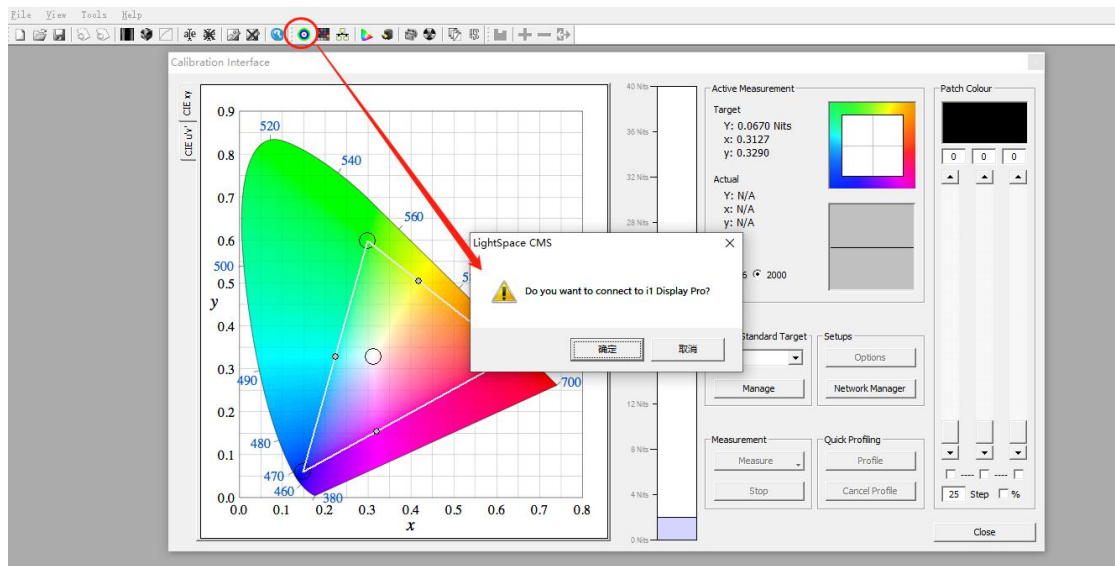 File View Tools Help
Calibration Interface
CIE xy
CIE u'v'
0.9
0.8
0.7
0.6
0.5
y
0.4
0.3
0.2
0.1
0.0
0.0 0.1 0.2 0.3 0.4 0.5 0.6 0.7 0.8
x
520
540
560
500
490
480
470
460
380
700
40 Nits
36 Nits
32 Nits
28 Nits
12 Nits
8 Nits
4 Nits
0 Nits
LightSpace CMS
Do you want to connect to i1 Display Pro?
确定 取消
Active Measurement
Target
Y: 0.0670 Nits
x: 0.3127
y: 0.3290
Actual
Y: N/A
x: N/A
y: N/A
2000
Standard Target
Manage
Setups
Options
Network Manager
Measurement
Measure
Stop
Quick Profiling
Profile
Cancel Profile
Patch Colour
0 0 0
---- ----
25 Step %
Close